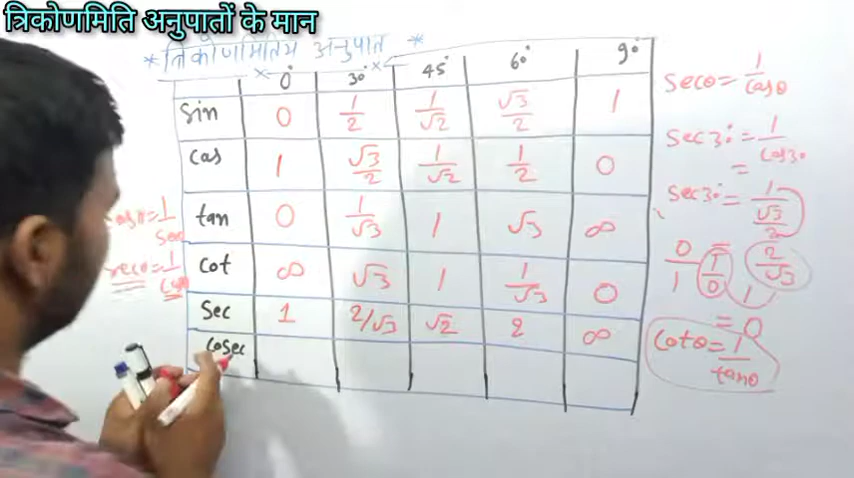 त्रिकोणमिति अनुपातों के मान
* त्रिकोणमितिय अनुपात *
0° 30° 45° 60° 90°
sin 0 1/2 1/√2 √3/2 1
cos 1 √3/2 1/√2 1/2 0
tan 0 1/√3 1 √3 ∞
cot ∞ √3 1 1/√3 0
Sec 1 2/√3 √2 2 ∞
Cosec
secθ = 1/cosθ
Sec30° = 1/cos30°
=
Sec30° = 1/(√3/2)
2/√3
0/1 1/0 1
= 0
Cotθ = 1/tanθ
cosθ = 1/sec
secθ = 1/cosθ